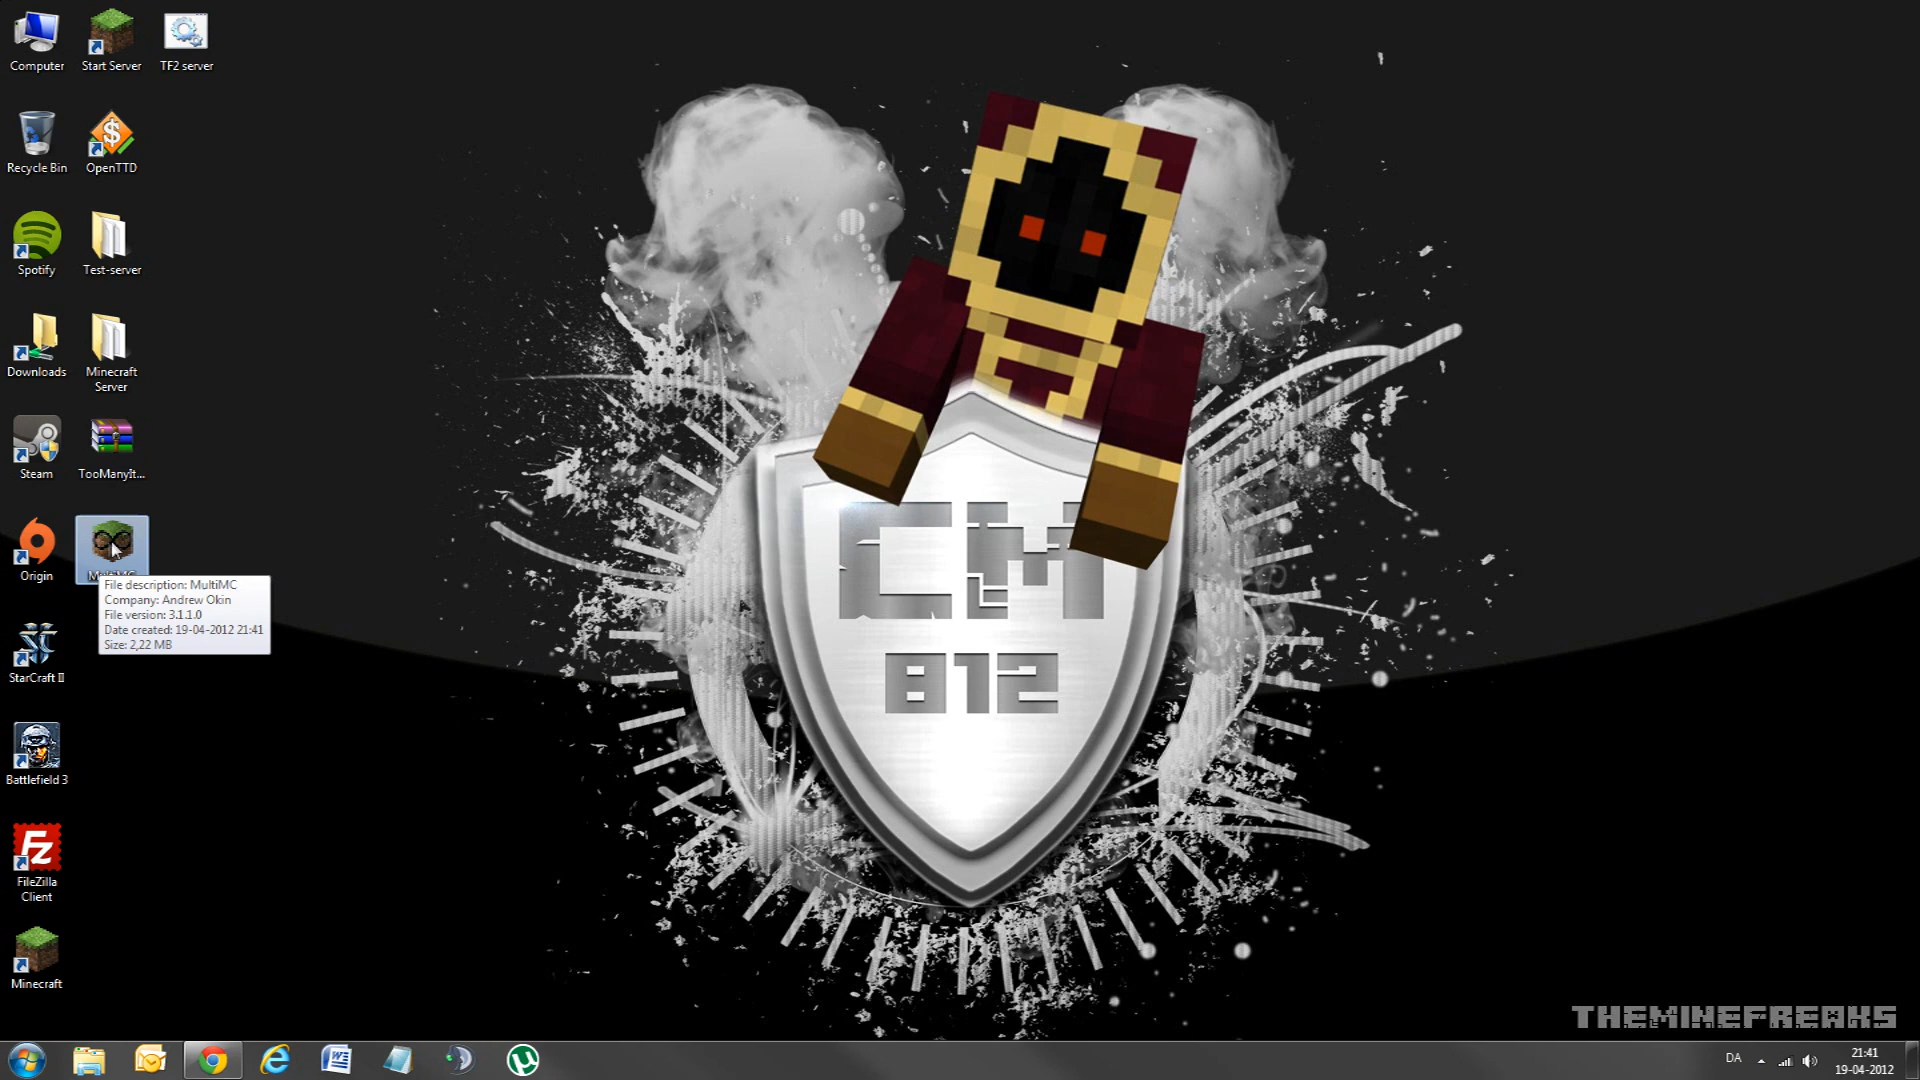 Computer
Start Server
TF2 server
Recycle Bin
OpenTTD
Spotify
Test-server
Downloads
Minecraft
Server
Steam
TooManyIt...
Origin
File description: MultiMC
Company: Andrew Okin
File version: 3.1.1.0
Date created: 19-04-2012 21:41
Size: 2,22 MB
StarCraft II
Battlefield 3
FileZilla
Client
Minecraft
CM
812
THEMINEFREAKS
DA
21:41
19-04-2012